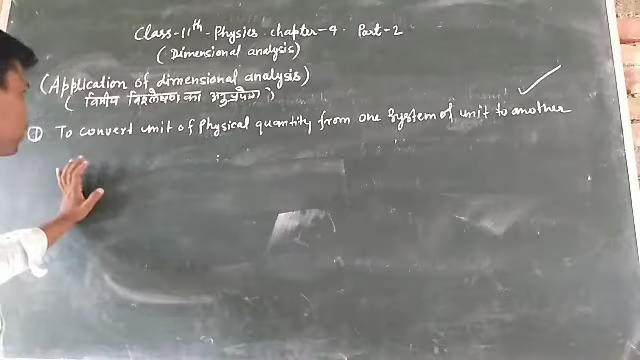 Class-11th Physics chapter-4 Part-2
(Dimensional analysis)
(Application of dimensional analysis)
(विमीय विश्लेषण का अनुप्रयोग)
① To convert unit of physical quantity from one system of unit to another